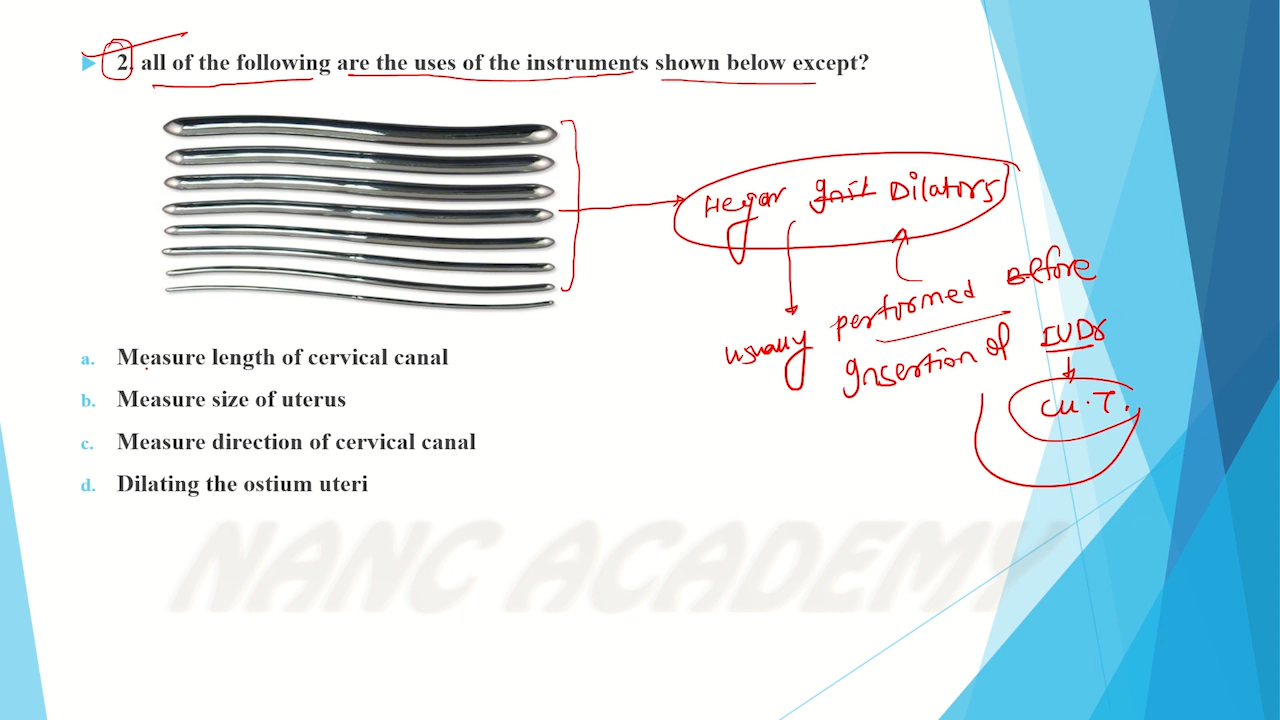 2. all of the following are the uses of the instruments shown below except?
Hegar gnit Dilators
usually performed Before
Insertion of IUDs
Cu.T.
a. Measure length of cervical canal
b. Measure size of uterus
c. Measure direction of cervical canal
d. Dilating the ostium uteri
NANC ACADEMY